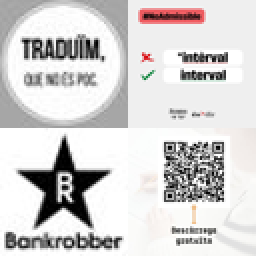 TRADUÏM,
QUE NO ÉS POC.
#NoAdmissible
*intèrval
interval
Bankrobber
Descàrrega
gratuïta